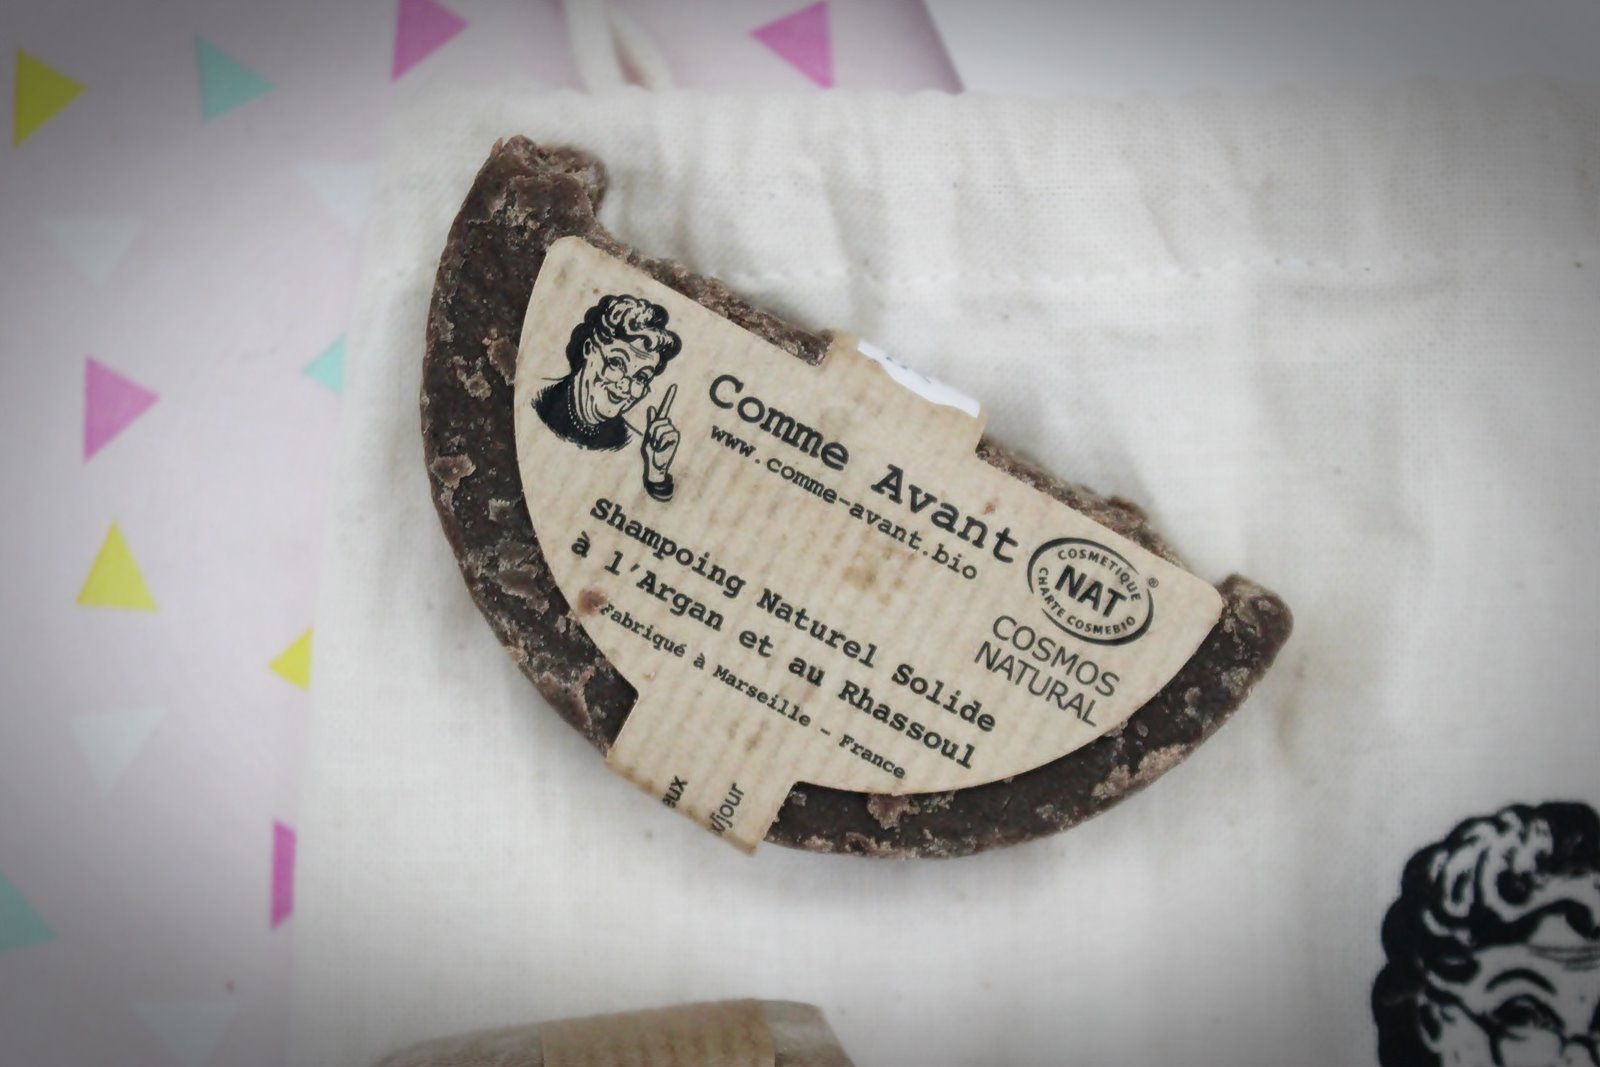 Comme Avant
www.comme-avant.bio
Shampoing Naturel Solide
à l'Argan et au Rhassoul
Fabriqué à Marseille - France
COSMETIQUE
NAT
®
CHARTE COSMEBIO
COSMOS
NATURAL
/jour